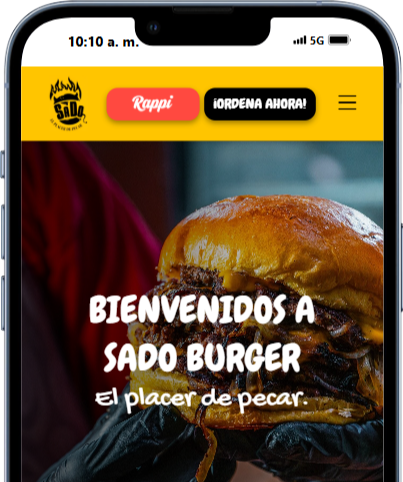 10:10 a. m.
5G
SADO
Rappi
¡ORDENA AHORA!
BIENVENIDOS A
SADO BURGER
El placer de pecar.